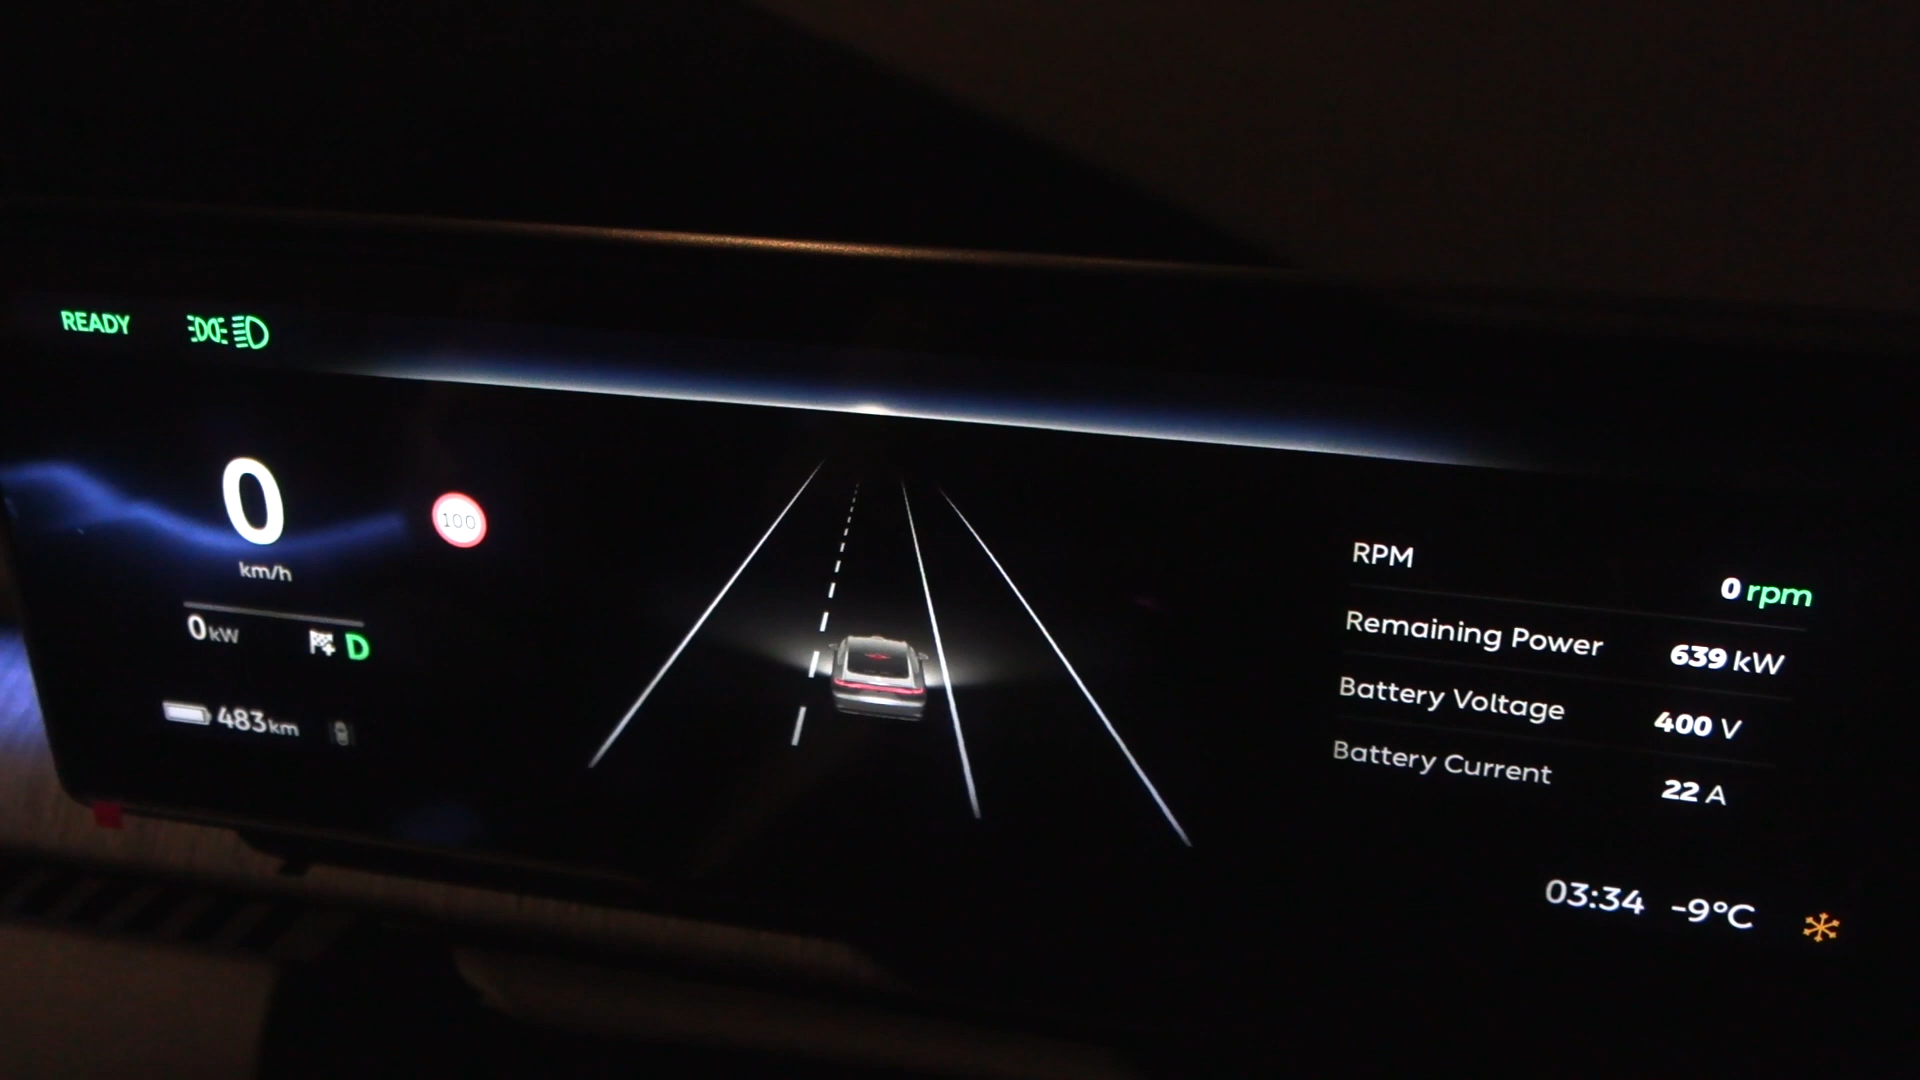 READY
0
km/h
100
0 kW D
483 km
RPM
0 rpm
Remaining Power 639 kW
Battery Voltage 400 V
Battery Current 22 A
03:34 -9°C